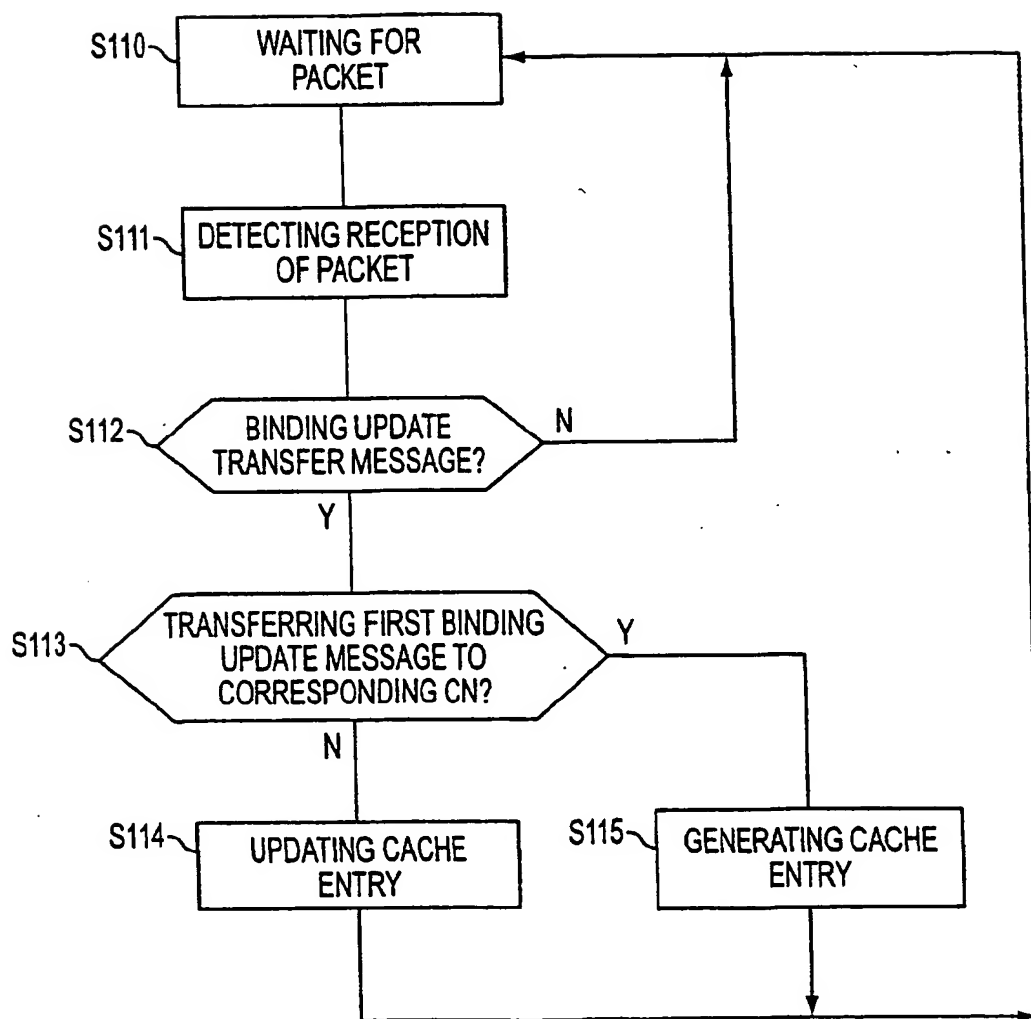 S110
WAITING FOR
PACKET
S111
DETECTING RECEPTION
OF PACKET
S112
BINDING UPDATE
TRANSFER MESSAGE?
N
Y
S113
TRANSFERRING FIRST BINDING
UPDATE MESSAGE TO
CORRESPONDING CN?
Y
N
S114
UPDATING CACHE
ENTRY
S115
GENERATING CACHE
ENTRY